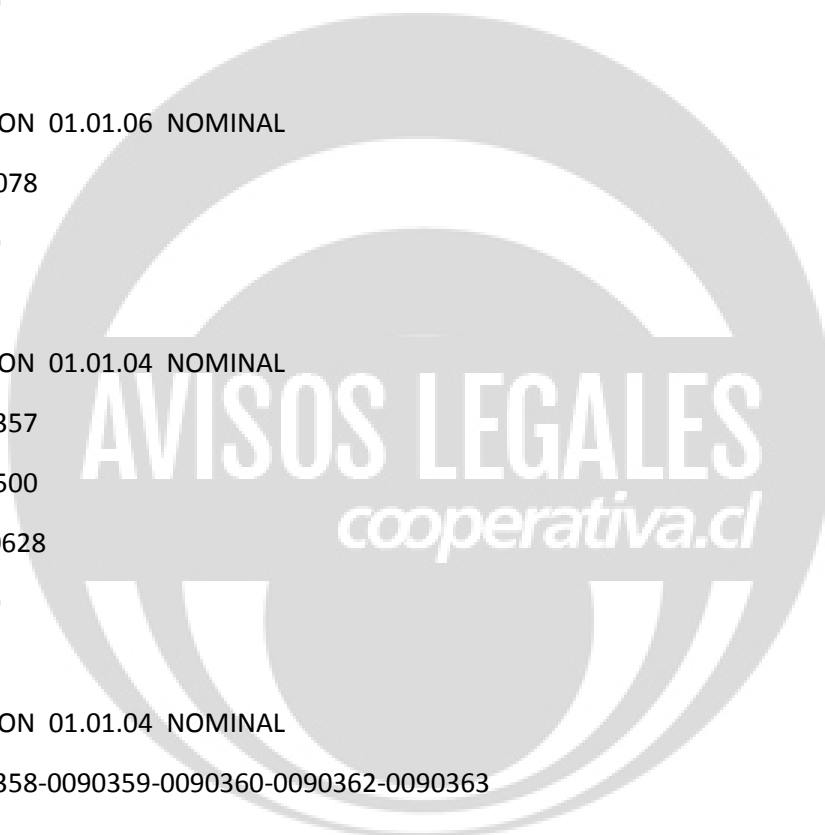 ON 01.01.06 NOMINAL
078
ON 01.01.04 NOMINAL
AVISOS LEGALES
357
500
cooperativa.cl
0628
ON 01.01.04 NOMINAL
358-0090359-0090360-0090362-0090363